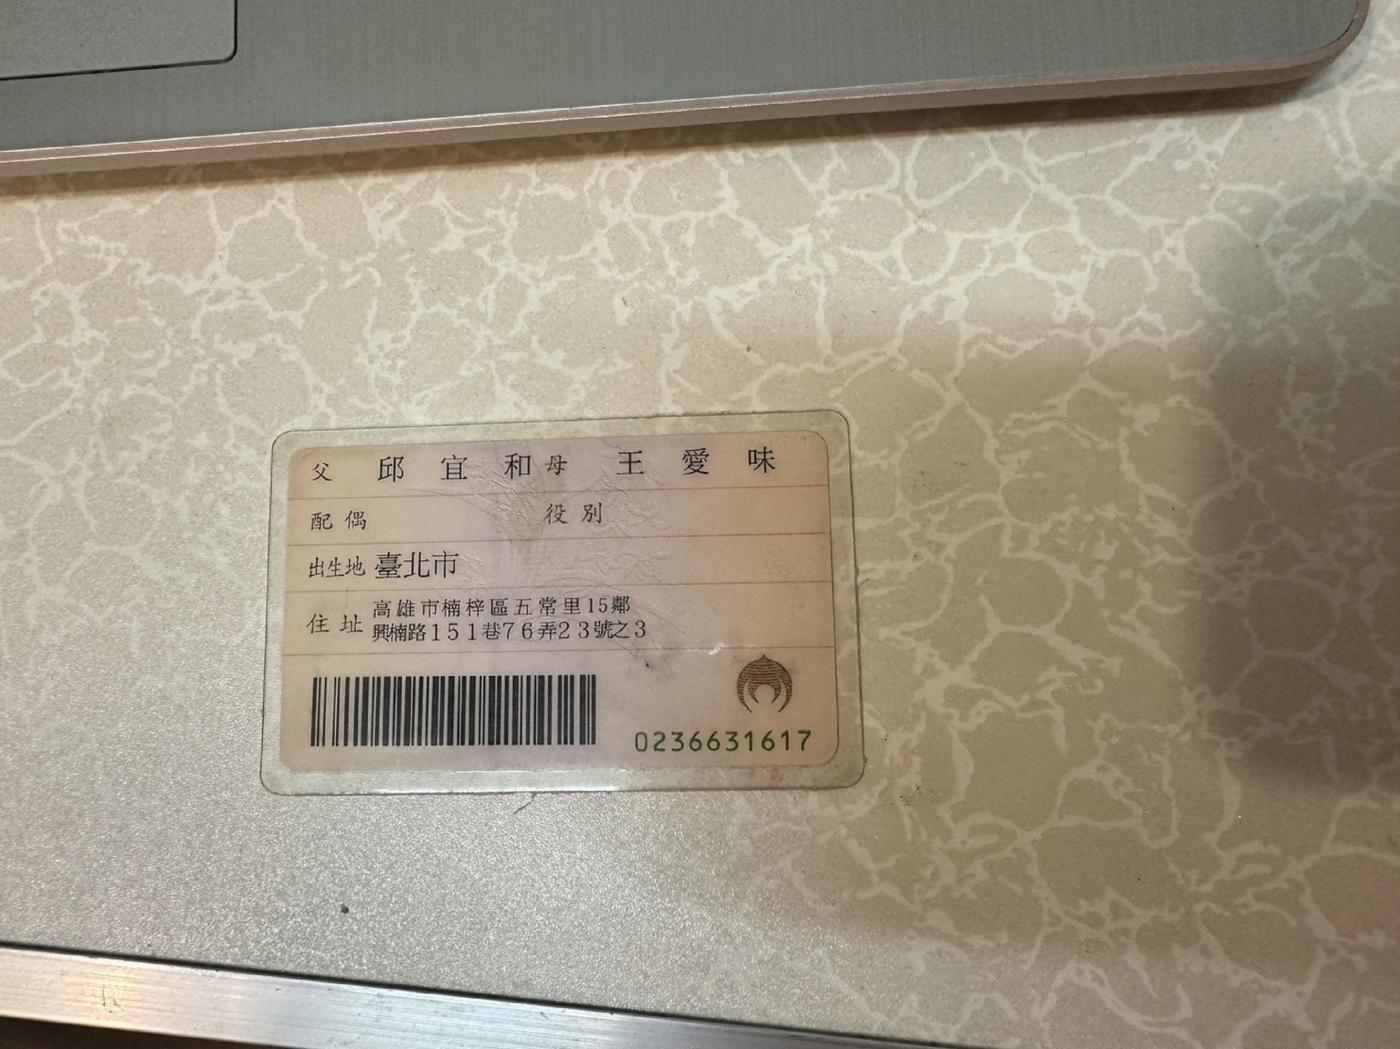 父 邱宜和 母 王愛味
配偶 役別
出生地 臺北市
住址 高雄市楠梓區五常里15鄰
興楠路151巷76弄23號之3
0236631617